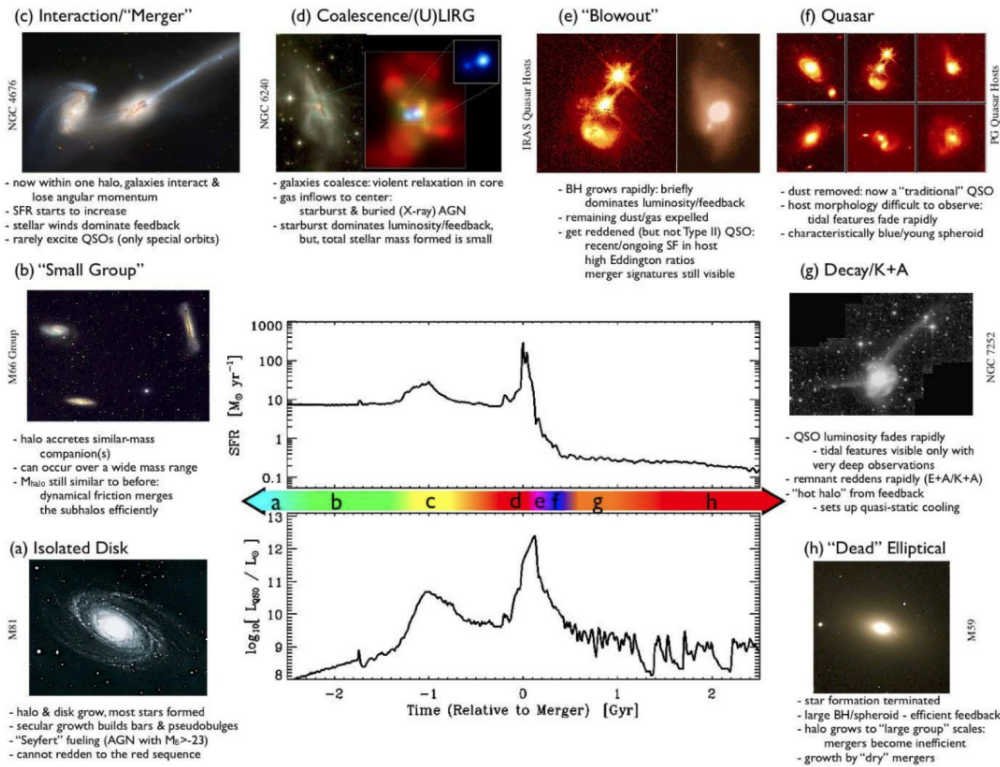 (c) Interaction/“Merger”
NGC 4676
- now within one halo, galaxies interact &
lose angular momentum
- SFR starts to increase
- stellar winds dominate feedback
- rarely excite QSOs (only special orbits)
(d) Coalescence/(U)LIRG
NGC 6240
- galaxies coalesce: violent relaxation in core
- gas inflows to center:
starburst & buried (X-ray) AGN
- starburst dominates luminosity/feedback,
but, total stellar mass formed is small
(e) “Blowout”
IRAS Quasar Hosts
- BH grows rapidly: briefly
dominates luminosity/feedback
- remaining dust/gas expelled
- get reddened (but not Type II) QSO:
recent/ongoing SF in host
high Eddington ratios
merger signatures still visible
(f) Quasar
PG Quasar Hosts
- dust removed: now a “traditional” QSO
- host morphology difficult to observe:
tidal features fade rapidly
- characteristically blue/young spheroid
(b) “Small Group”
M66 Group
- halo accretes similar-mass
companion(s)
- can occur over a wide mass range
- Mhalo still similar to before:
dynamical friction merges
the subhalos efficiently
(a) Isolated Disk
M81
- halo & disk grow, most stars formed
- secular growth builds bars & pseudobulges
- “Seyfert” fueling (AGN with MB>-23)
- cannot redden to the red sequence
1000
100
10
1
0.1
SFR [M⊙ yr⁻¹]
a b c d e f g h
13
12
11
10
9
8
log₁₀[ LQSO / L⊙ ]
-2 -1 0 1 2
Time (Relative to Merger) [Gyr]
(g) Decay/K+A
NGC 7252
- QSO luminosity fades rapidly
- tidal features visible only with
very deep observations
- remnant reddens rapidly (E+A/K+A)
- “hot halo” from feedback
- sets up quasi-static cooling
(h) “Dead” Elliptical
M59
- star formation terminated
- large BH/spheroid - efficient feedback
- halo grows to “large group” scales:
mergers become inefficient
- growth by “dry” mergers